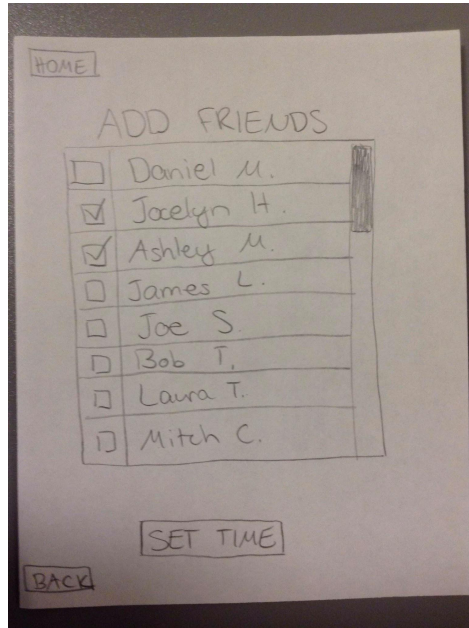 HOME
ADD FRIENDS
Daniel M.
Jocelyn H.
Ashley M.
James L.
Joe S.
Bob T.
Laura T.
Mitch C.
SET TIME
BACK